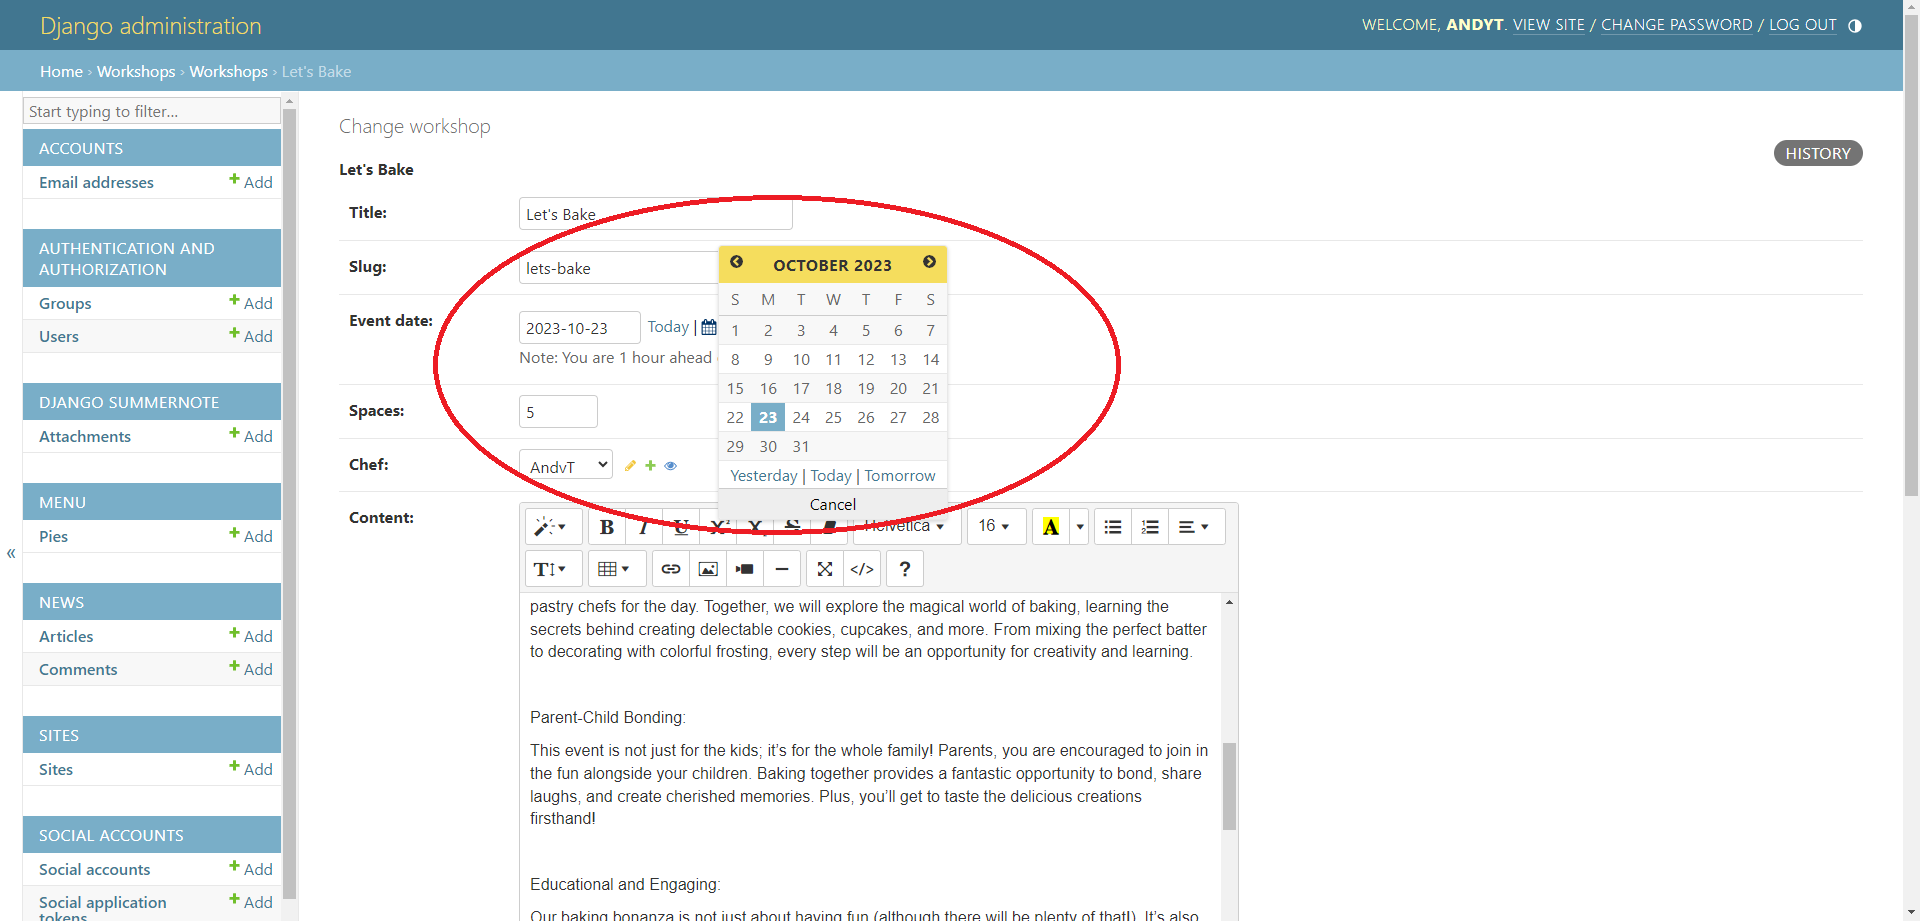 Django administration
WELCOME, ANDYT. VIEW SITE / CHANGE PASSWORD / LOG OUT
Home › Workshops › Workshops › Let's Bake
Start typing to filter...
ACCOUNTS
Email addresses Add
AUTHENTICATION AND
AUTHORIZATION
Groups Add
Users Add
DJANGO SUMMERNOTE
Attachments Add
MENU
Pies Add
«
NEWS
Articles Add
Comments Add
SITES
Sites Add
SOCIAL ACCOUNTS
Social accounts Add
Social application Add
tokens
Change workshop
HISTORY
Let's Bake
Title: Let's Bake
Slug: lets-bake
Event date: 2023-10-23 Today |
Note: You are 1 hour ahead
OCTOBER 2023
S M T W T F S
1 2 3 4 5 6 7
8 9 10 11 12 13 14
15 16 17 18 19 20 21
22 23 24 25 26 27 28
29 30 31
Yesterday | Today | Tomorrow
Cancel
Spaces: 5
Chef: AndyT
Content:
B I U X² X S Helvetica 16 A
T </> ?
pastry chefs for the day. Together, we will explore the magical world of baking, learning the
secrets behind creating delectable cookies, cupcakes, and more. From mixing the perfect batter
to decorating with colorful frosting, every step will be an opportunity for creativity and learning.
Parent-Child Bonding:
This event is not just for the kids; it’s for the whole family! Parents, you are encouraged to join in
the fun alongside your children. Baking together provides a fantastic opportunity to bond, share
laughs, and create cherished memories. Plus, you’ll get to taste the delicious creations
firsthand!
Educational and Engaging:
Our baking bonanza is not just about having fun (although there will be plenty of that!). It’s also